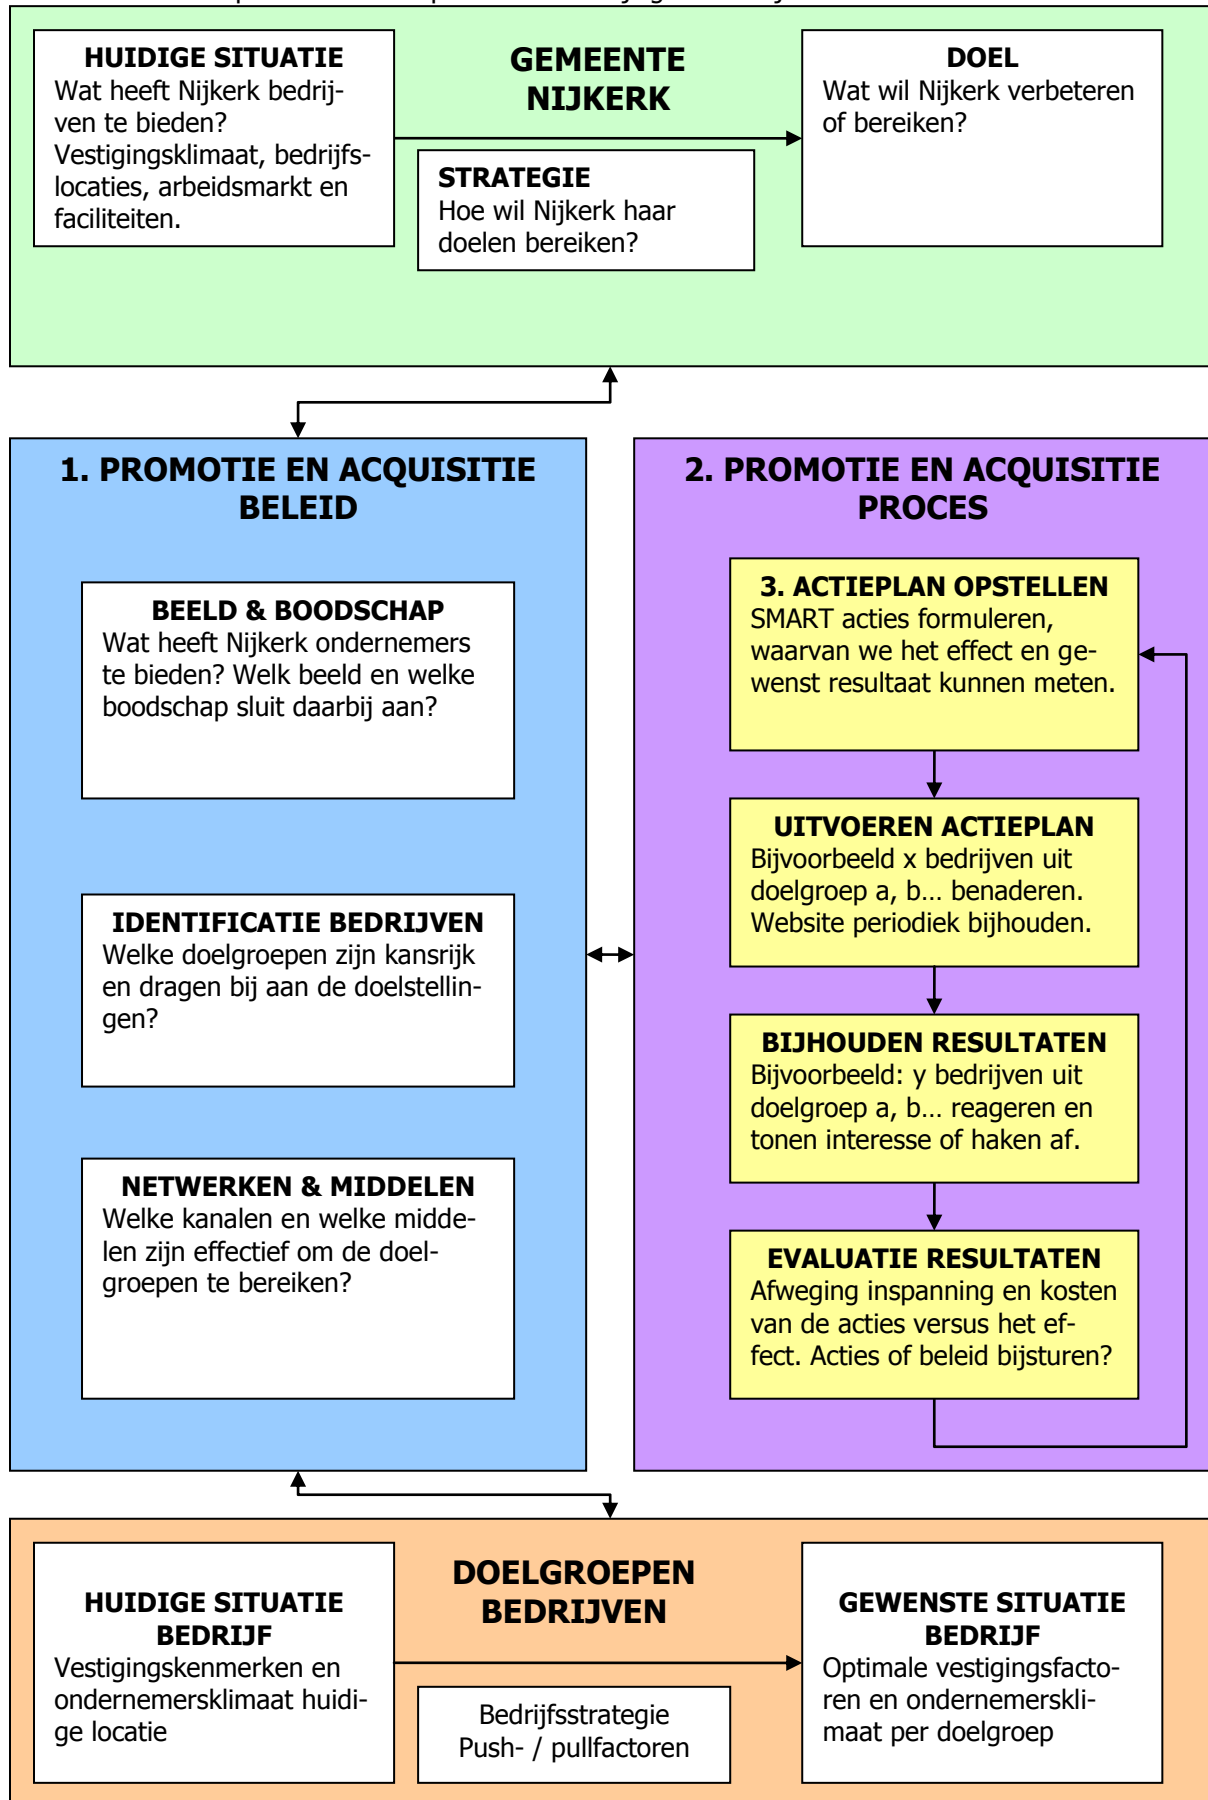 HUIDIGE SITUATIE
Wat heeft Nijkerk bedrij-
ven te bieden?
Vestigingsklimaat, bedrijfs-
locaties, arbeidsmarkt en
faciliteiten.
GEMEENTE
NIJKERK
STRATEGIE
Hoe wil Nijkerk haar
doelen bereiken?
DOEL
Wat wil Nijkerk verbeteren
of bereiken?
1. PROMOTIE EN ACQUISITIE
BELEID
BEELD & BOODSCHAP
Wat heeft Nijkerk ondernemers
te bieden? Welk beeld en welke
boodschap sluit daarbij aan?
IDENTIFICATIE BEDRIJVEN
Welke doelgroepen zijn kansrijk
en dragen bij aan de doelstellin-
gen?
NETWERKEN & MIDDELEN
Welke kanalen en welke midde-
len zijn effectief om de doel-
groepen te bereiken?
2. PROMOTIE EN ACQUISITIE
PROCES
3. ACTIEPLAN OPSTELLEN
SMART acties formuleren,
waarvan we het effect en ge-
wenst resultaat kunnen meten.
UITVOEREN ACTIEPLAN
Bijvoorbeeld x bedrijven uit
doelgroep a, b… benaderen.
Website periodiek bijhouden.
BIJHOUDEN RESULTATEN
Bijvoorbeeld: y bedrijven uit
doelgroep a, b… reageren en
tonen interesse of haken af.
EVALUATIE RESULTATEN
Afweging inspanning en kosten
van de acties versus het ef-
fect. Acties of beleid bijsturen?
HUIDIGE SITUATIE
BEDRIJF
Vestigingskenmerken en
ondernemersklimaat huidi-
ge locatie
DOELGROEPEN
BEDRIJVEN
Bedrijfsstrategie
Push- / pullfactoren
GEWENSTE SITUATIE
BEDRIJF
Optimale vestigingsfacto-
ren en ondernemerskli-
maat per doelgroep